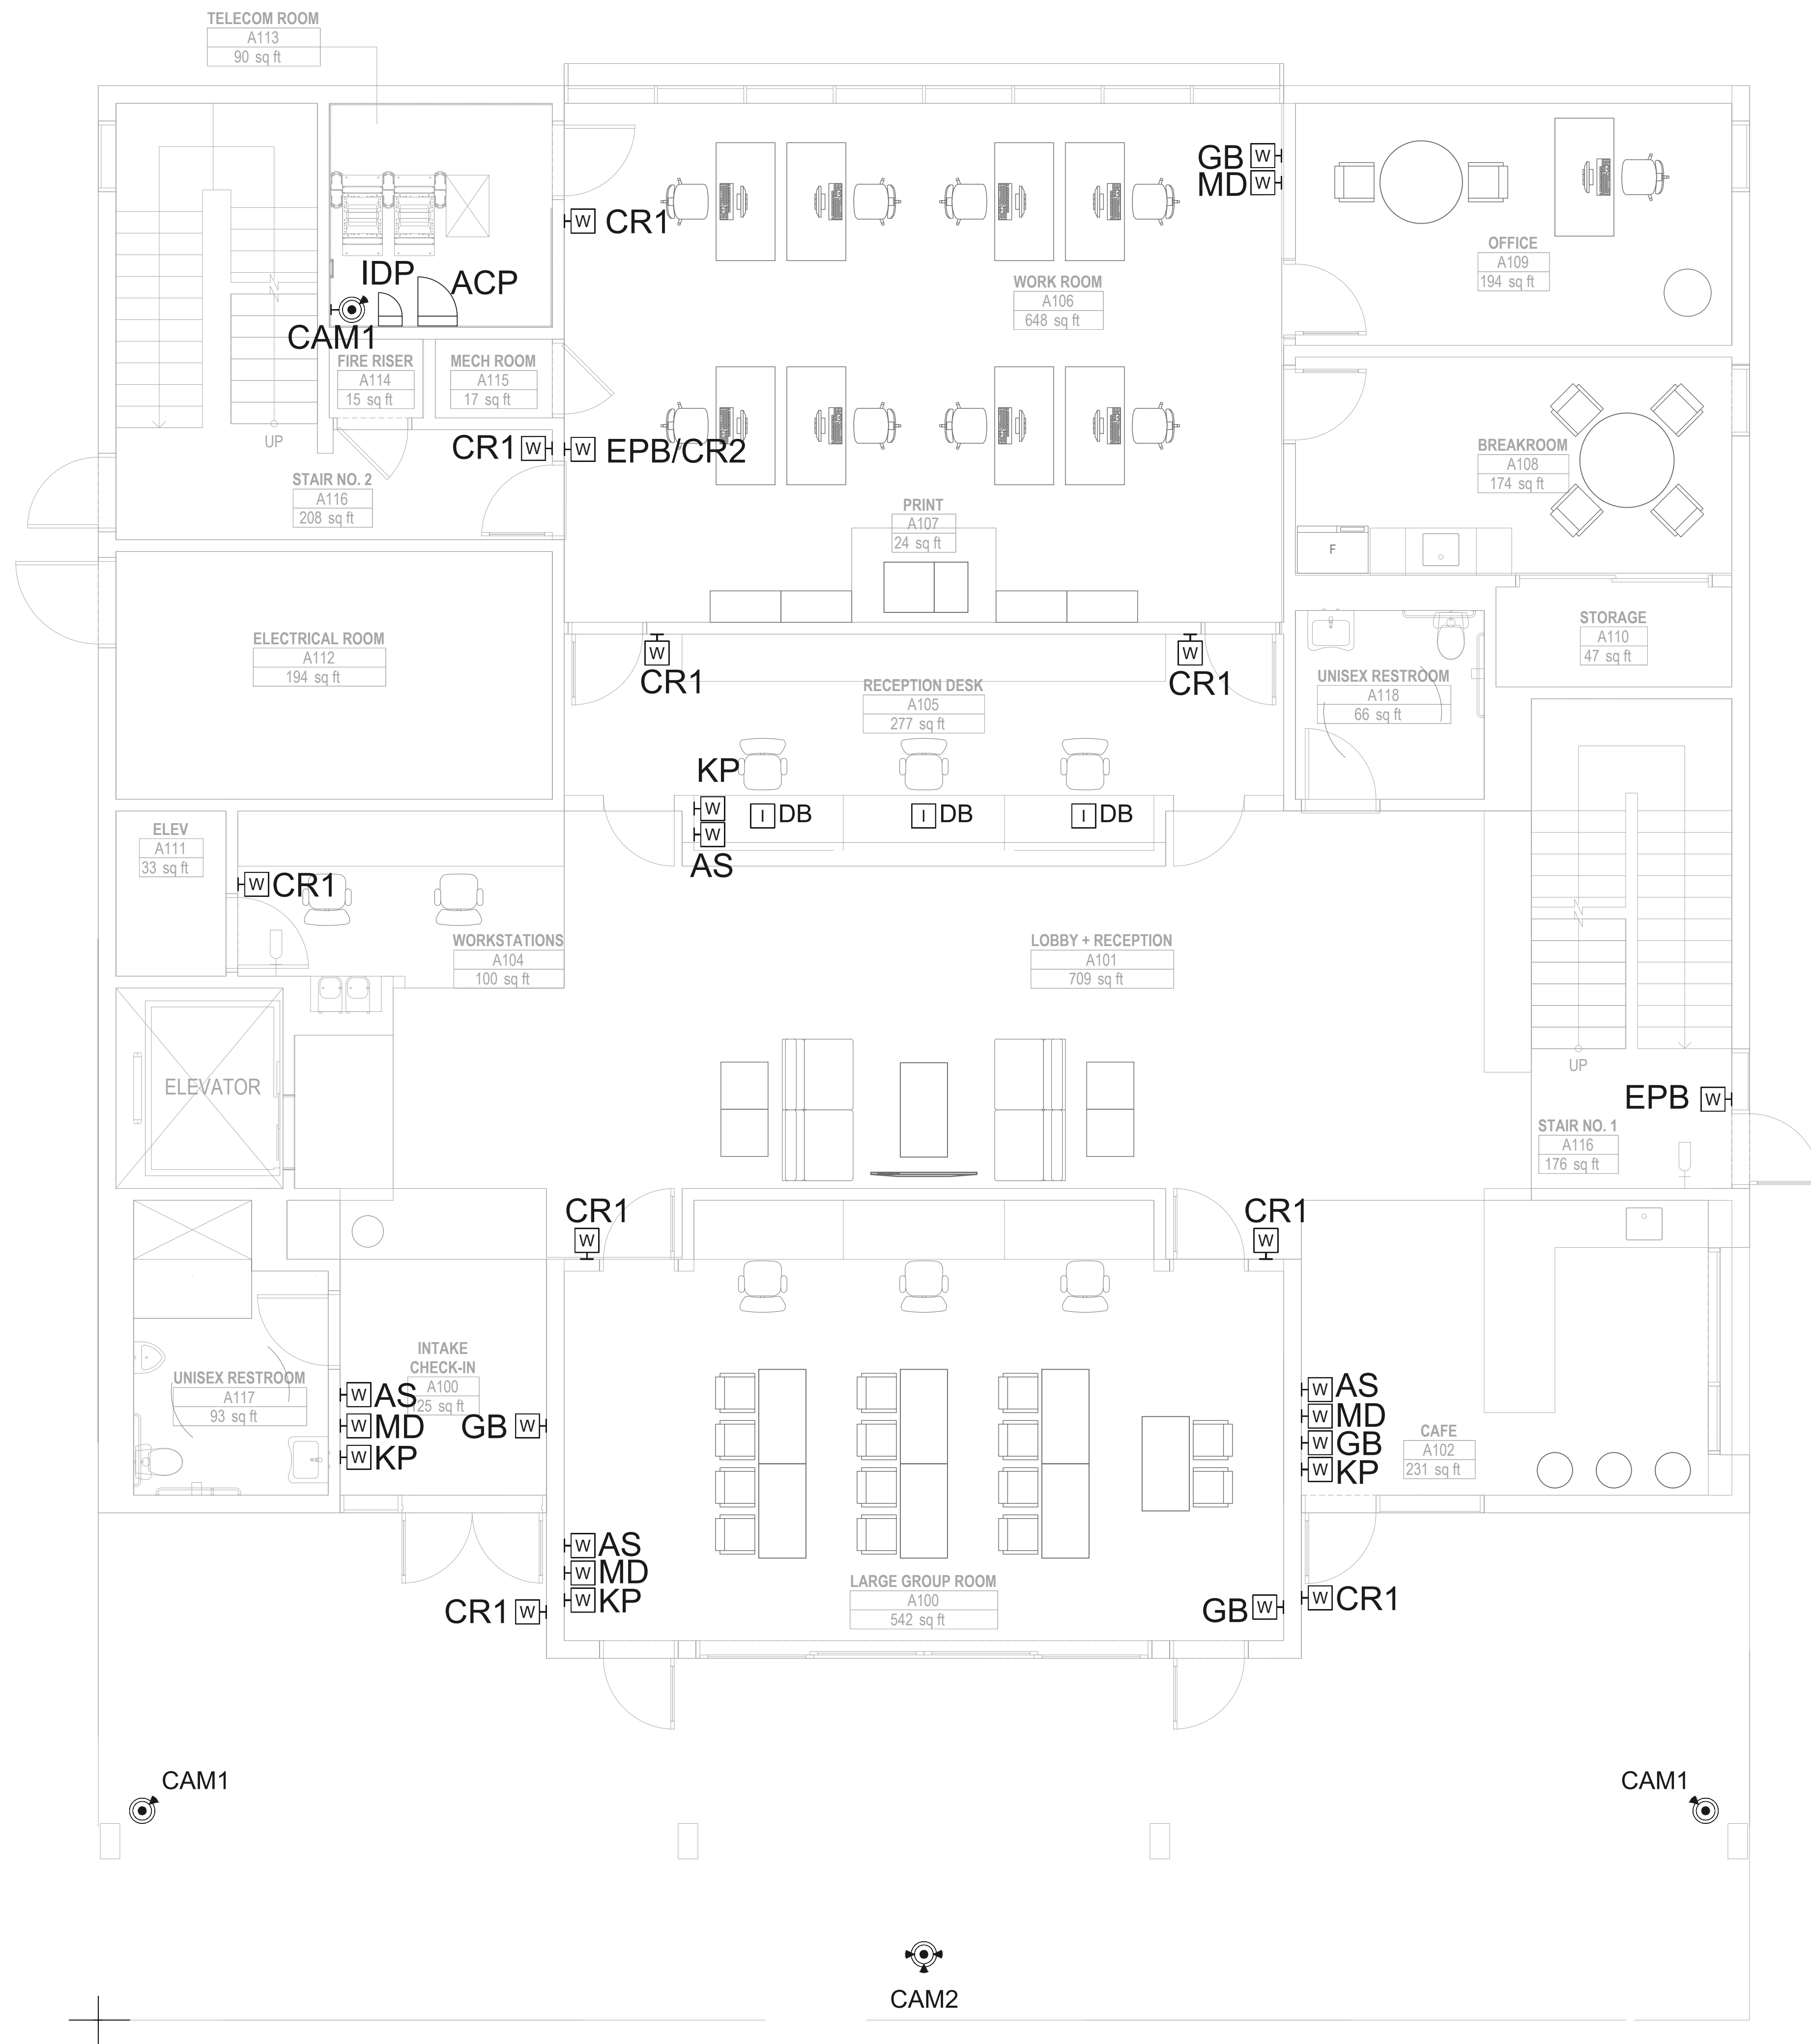 TELECOM ROOM
A113
90 sq ft
GB W
MD W
W CR1
OFFICE
A109
194 sq ft
IDP
ACP
WORK ROOM
A106
648 sq ft
CAM1
FIRE RISER
A114
15 sq ft
MECH ROOM
A115
17 sq ft
UP
CR1 W
W EPB/CR2
BREAKROOM
A108
174 sq ft
STAIR NO. 2
A116
208 sq ft
PRINT
A107
24 sq ft
F
ELECTRICAL ROOM
A112
194 sq ft
STORAGE
A110
47 sq ft
W
CR1
W
CR1
RECEPTION DESK
A105
277 sq ft
UNISEX RESTROOM
A118
66 sq ft
KP
W
I DB
I DB
I DB
W
AS
ELEV
A111
33 sq ft
W CR1
WORKSTATIONS
A104
100 sq ft
LOBBY + RECEPTION
A101
709 sq ft
ELEVATOR
UP
EPB W
STAIR NO. 1
A116
176 sq ft
CR1
W
CR1
W
INTAKE
CHECK-IN
A100
125 sq ft
UNISEX RESTROOM
A117
93 sq ft
W AS
W MD
W KP
GB W
W AS
W MD
W GB
W KP
CAFE
A102
231 sq ft
W AS
W MD
W KP
CR1 W
LARGE GROUP ROOM
A100
542 sq ft
GB W
W CR1
CAM1
CAM1
CAM2